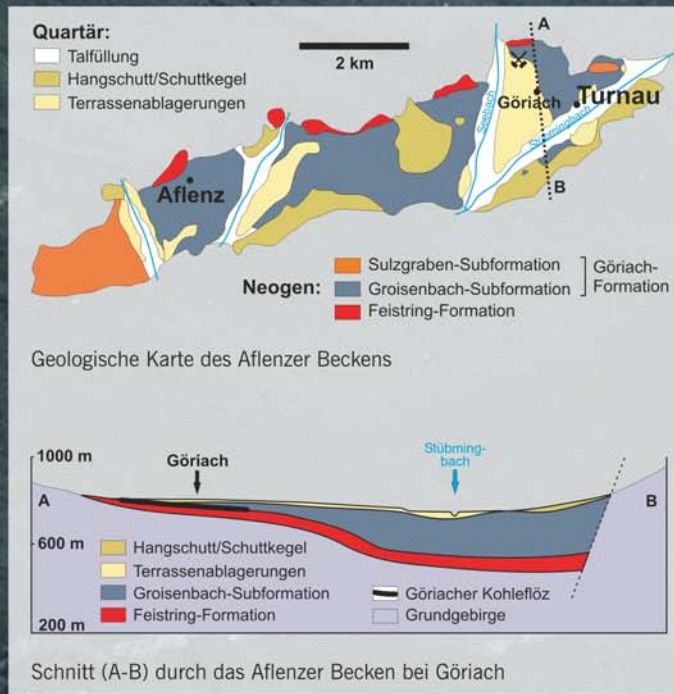 Quartär:
Talfüllung
Hangschutt/Schuttkegel
Terrassenablagerungen
2 km
A
Seebach
Göriach
Turnau
Stübmingbach
B
Aflenz
Neogen:
Sulzgraben-Subformation
Groisenbach-Subformation
Feistring-Formation
Göriach-
Formation
Geologische Karte des Aflenzer Beckens
1000 m
Göriach
Stübming-
bach
A
B
600 m
Hangschutt/Schuttkegel
Terrassenablagerungen
Groisenbach-Subformation
Feistring-Formation
Göriacher Kohleflöz
Grundgebirge
200 m
Schnitt (A-B) durch das Aflenzer Becken bei Göriach